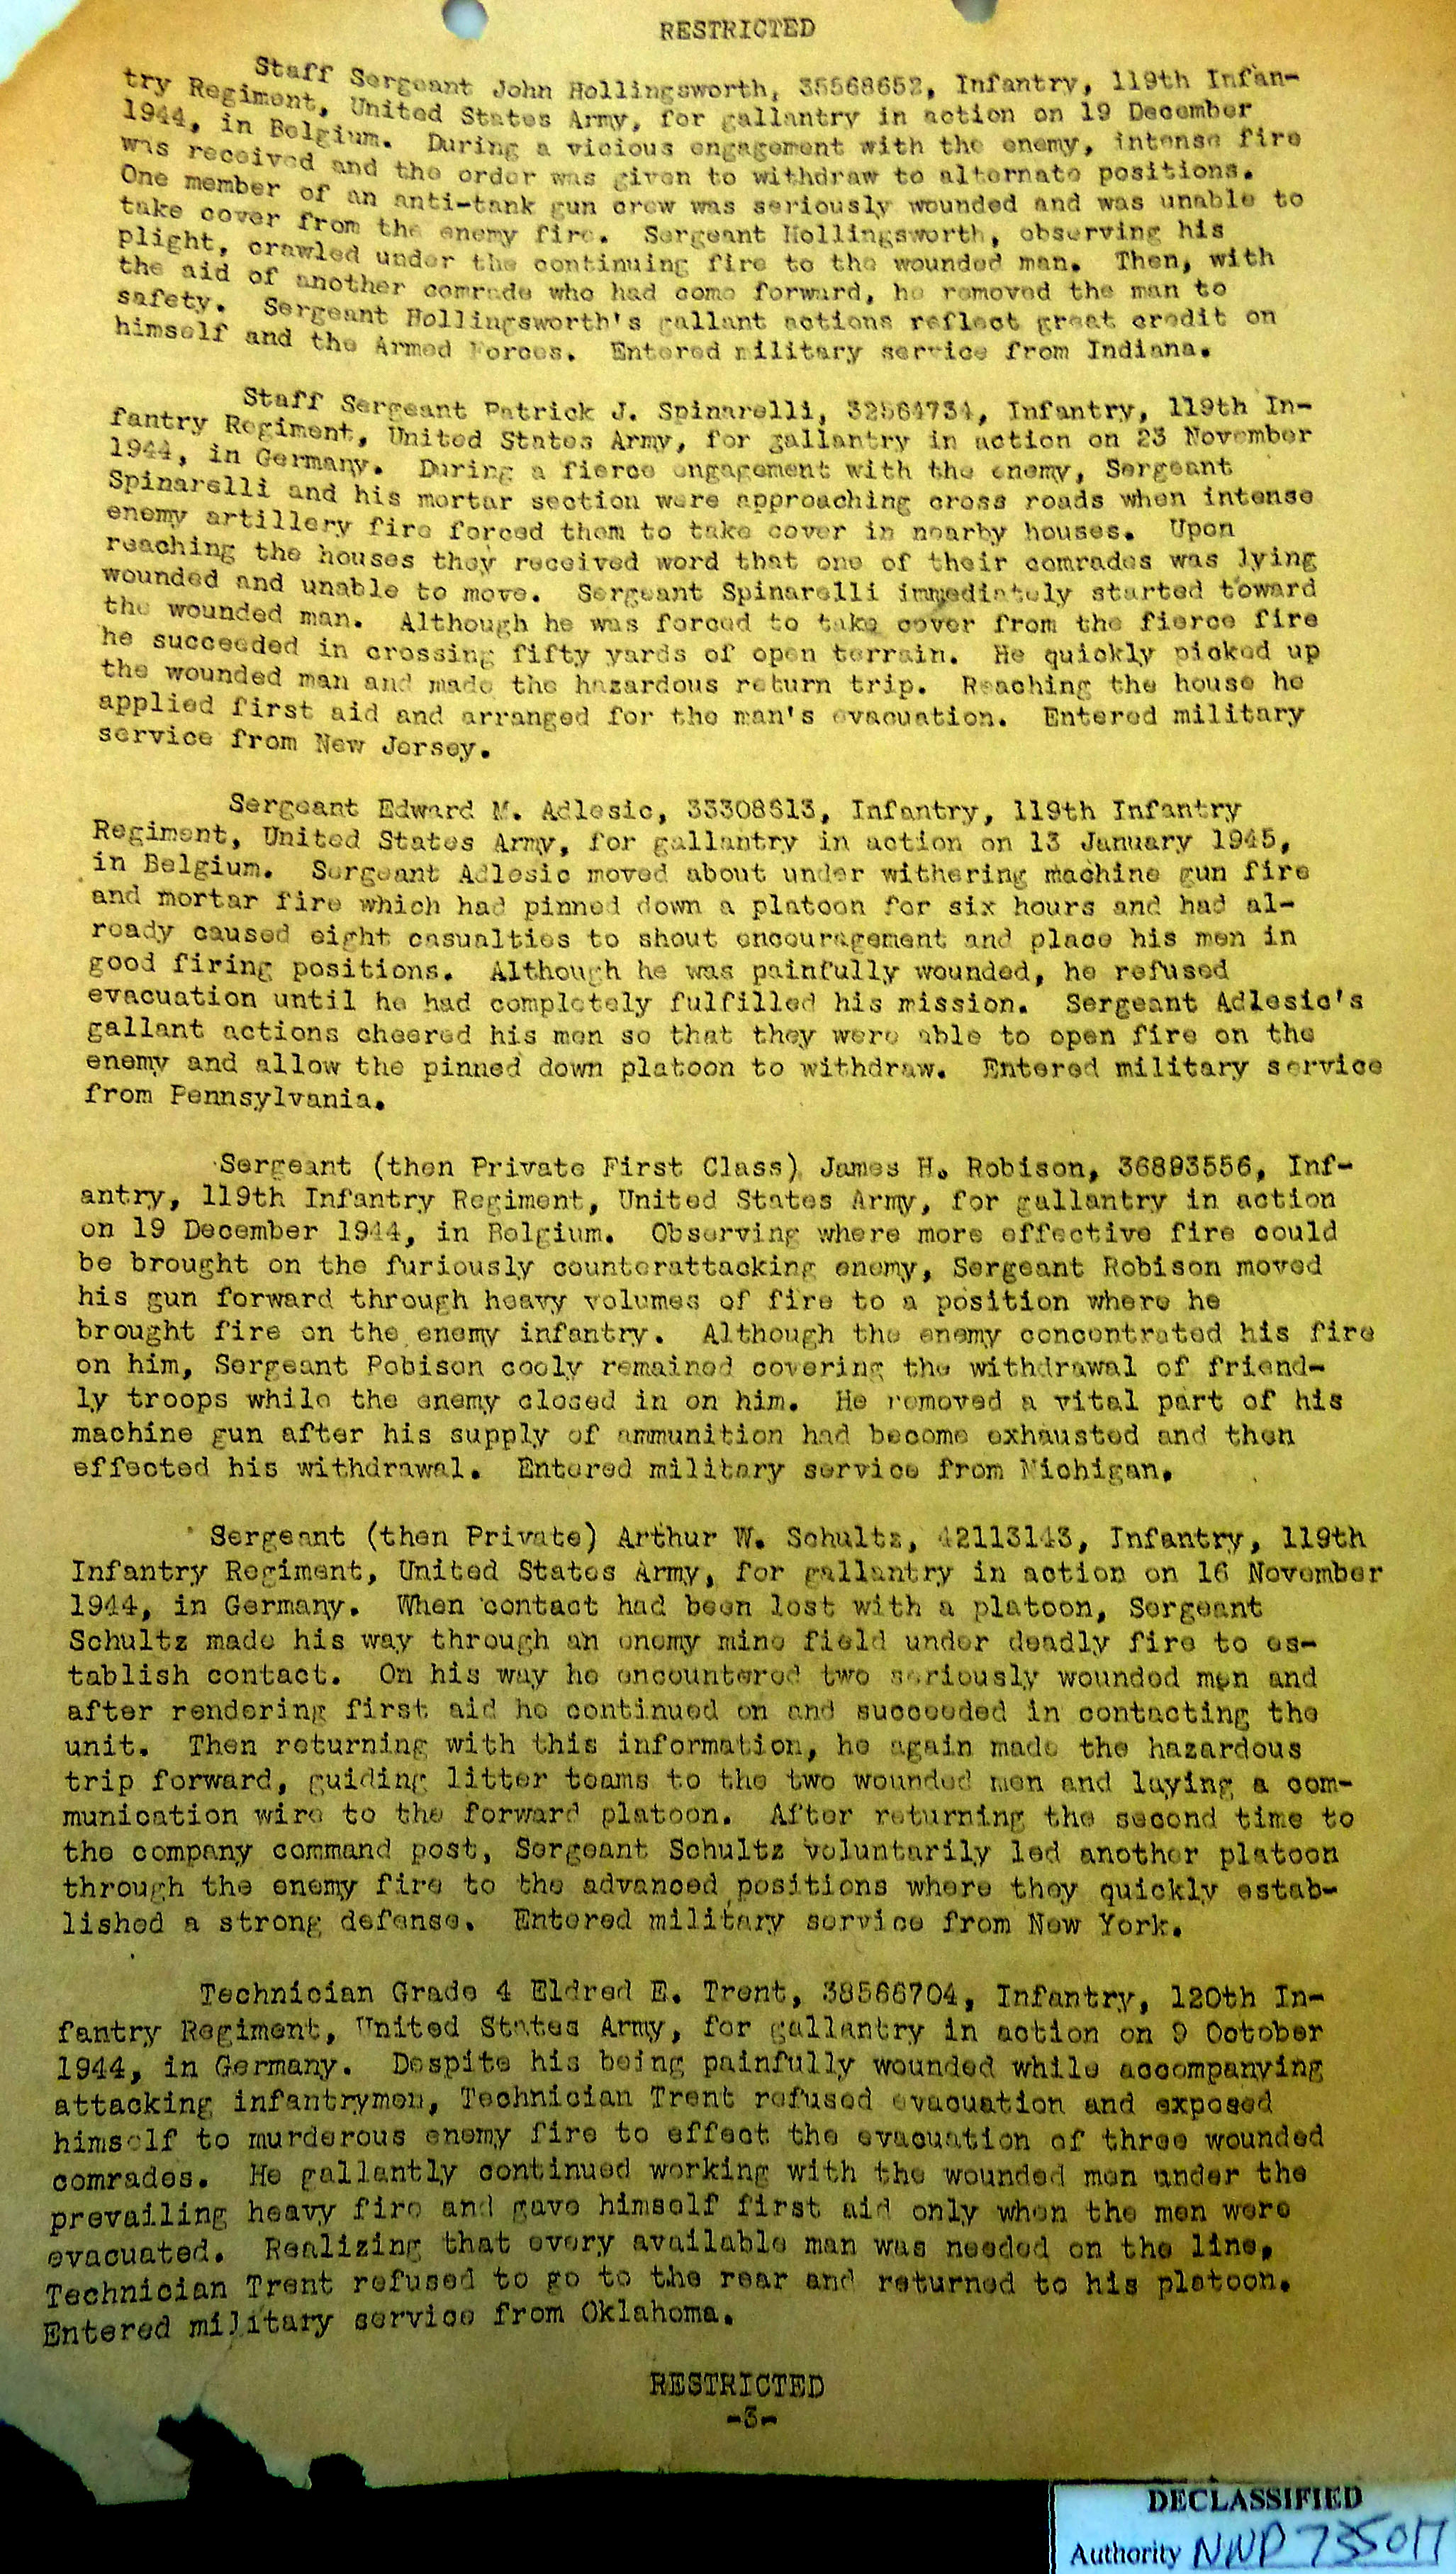 RESTRICTED
Staff Sergeant John Hollingsworth, 35568652, Infantry, 119th Infan-
try Regiment, United States Army, for gallantry in action on 19 December
1944, in Belgium. During a vicious engagement with the enemy, intense fire
was received and the order was given to withdraw to alternate positions.
One member of an anti-tank gun crew was seriously wounded and was unable to
take cover from the enemy fire. Sergeant Hollingsworth, observing his
plight, crawled under the continuing fire to the wounded man. Then, with
the aid of another comrade who had come forward, he removed the man to
safety. Sergeant Hollingsworth's gallant actions reflect great credit on
himself and the Armed Forces. Entered military service from Indiana.
Staff Sergeant Patrick J. Spinarelli, 32564734, Infantry, 119th In-
fantry Regiment, United States Army, for gallantry in action on 23 November
1944, in Germany. During a fierce engagement with the enemy, Sergeant
Spinarelli and his mortar section were approaching cross roads when intense
enemy artillery fire forced them to take cover in nearby houses. Upon
reaching the houses they received word that one of their comrades was lying
wounded and unable to move. Sergeant Spinarelli immediately started toward
the wounded man. Although he was forced to take cover from the fierce fire
he succeeded in crossing fifty yards of open terrain. He quickly picked up
the wounded man and made the hazardous return trip. Reaching the house he
applied first aid and arranged for the man's evacuation. Entered military
service from New Jersey.
Sergeant Edward M. Adlesic, 33308613, Infantry, 119th Infantry
Regiment, United States Army, for gallantry in action on 13 January 1945,
in Belgium. Sergeant Adlesic moved about under withering machine gun fire
and mortar fire which had pinned down a platoon for six hours and had al-
ready caused eight casualties to shout encouragement and place his men in
good firing positions. Although he was painfully wounded, he refused
evacuation until he had completely fulfilled his mission. Sergeant Adlesic's
gallant actions cheered his men so that they were able to open fire on the
enemy and allow the pinned down platoon to withdraw. Entered military service
from Pennsylvania.
Sergeant (then Private First Class) James H. Robison, 36893556, Inf-
antry, 119th Infantry Regiment, United States Army, for gallantry in action
on 19 December 1944, in Belgium. Observing where more effective fire could
be brought on the furiously counterattacking enemy, Sergeant Robison moved
his gun forward through heavy volumes of fire to a position where he
brought fire on the enemy infantry. Although the enemy concentrated his fire
on him, Sergeant Robison cooly remained covering the withdrawal of friend-
ly troops while the enemy closed in on him. He removed a vital part of his
machine gun after his supply of ammunition had become exhausted and then
effected his withdrawal. Entered military service from Michigan.
Sergeant (then Private) Arthur W. Schultz, 42113143, Infantry, 119th
Infantry Regiment, United States Army, for gallantry in action on 16 November
1944, in Germany. When contact had been lost with a platoon, Sergeant
Schultz made his way through an enemy mine field under deadly fire to es-
tablish contact. On his way he encountered two seriously wounded men and
after rendering first aid he continued on and succeeded in contacting the
unit. Then returning with this information, he again made the hazardous
trip forward, guiding litter teams to the two wounded men and laying a com-
munication wire to the forward platoon. After returning the second time to
the company command post, Sergeant Schultz voluntarily led another platoon
through the enemy fire to the advanced positions where they quickly estab-
lished a strong defense. Entered military service from New York.
Technician Grade 4 Eldred E. Trent, 38566704, Infantry, 120th In-
fantry Regiment, United States Army, for gallantry in action on 9 October
1944, in Germany. Despite his being painfully wounded while accompanying
attacking infantrymen, Technician Trent refused evacuation and exposed
himself to murderous enemy fire to effect the evacuation of three wounded
comrades. He gallantly continued working with the wounded men under the
prevailing heavy fire and gave himself first aid only when the men were
evacuated. Realizing that every available man was needed on the line,
Technician Trent refused to go to the rear and returned to his platoon.
Entered military service from Oklahoma.
RESTRICTED
-3-
DECLASSIFIED
Authority NND 735017